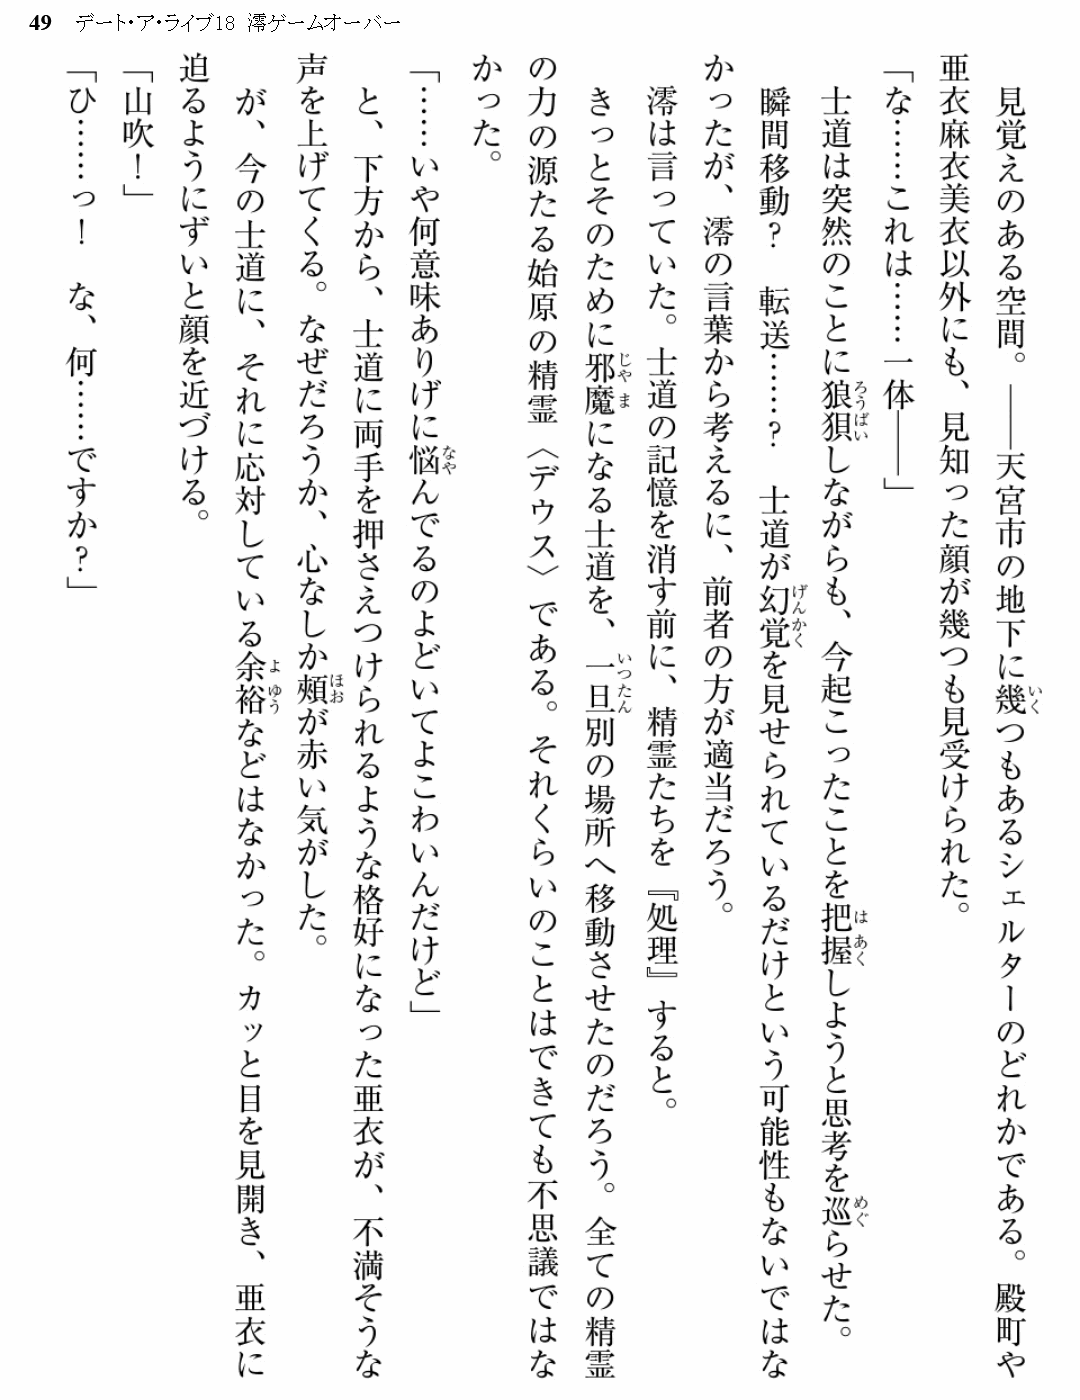 49 デート・ア・ライブ18 澪ゲームオーバー
　見覚えのある空間。――天宮市の地下に幾つもあるシェルターのどれかである。殿町や
亜衣麻衣美衣以外にも、見知った顔が幾つも見受けられた。
「な……これは……一体――」
　士道は突然のことに狼狽しながらも、今起こったことを把握しようと思考を巡らせた。
　瞬間移動？　転送……？　士道が幻覚を見せられているだけという可能性もないではな
かったが、澪の言葉から考えるに、前者の方が適当だろう。
　澪は言っていた。士道の記憶を消す前に、精霊たちを『処理』すると。
　きっとそのために邪魔になる士道を、一旦別の場所へ移動させたのだろう。全ての精霊
の力の源たる始原の精霊〈デウス〉である。それくらいのことはできても不思議ではな
かった。
「……いや何意味ありげに悩んでるのよどいてよこわいんだけど」
　と、下方から、士道に両手を押さえつけられるような格好になった亜衣が、不満そうな
声を上げてくる。なぜだろうか、心なしか頰が赤い気がした。
　が、今の士道に、それに応対している余裕などはなかった。カッと目を見開き、亜衣に
迫るようにずいと顔を近づける。
「山吹！」
「ひ……っ！　な、何……ですか？」